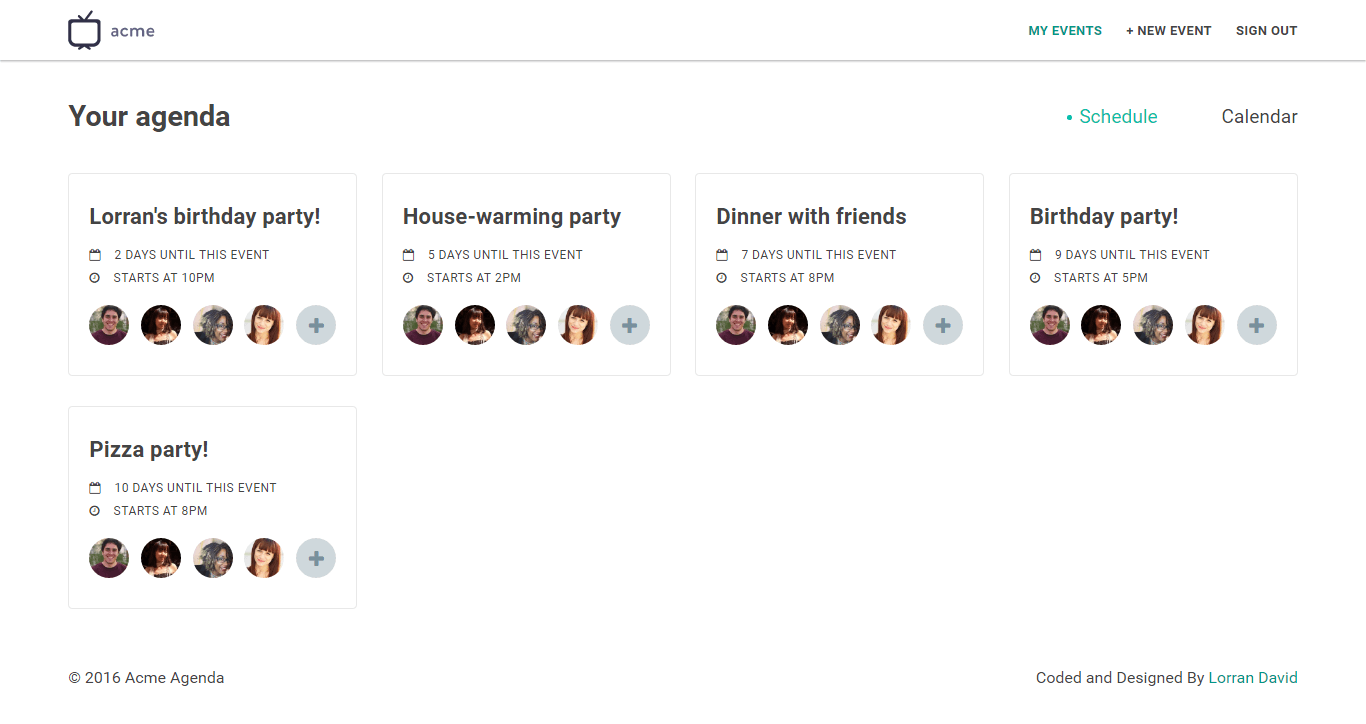 acme
MY EVENTS + NEW EVENT SIGN OUT
Your agenda
• Schedule Calendar
Lorran's birthday party!
2 DAYS UNTIL THIS EVENT
STARTS AT 10PM
House-warming party
5 DAYS UNTIL THIS EVENT
STARTS AT 2PM
Dinner with friends
7 DAYS UNTIL THIS EVENT
STARTS AT 8PM
Birthday party!
9 DAYS UNTIL THIS EVENT
STARTS AT 5PM
Pizza party!
10 DAYS UNTIL THIS EVENT
STARTS AT 8PM
© 2016 Acme Agenda
Coded and Designed By Lorran David